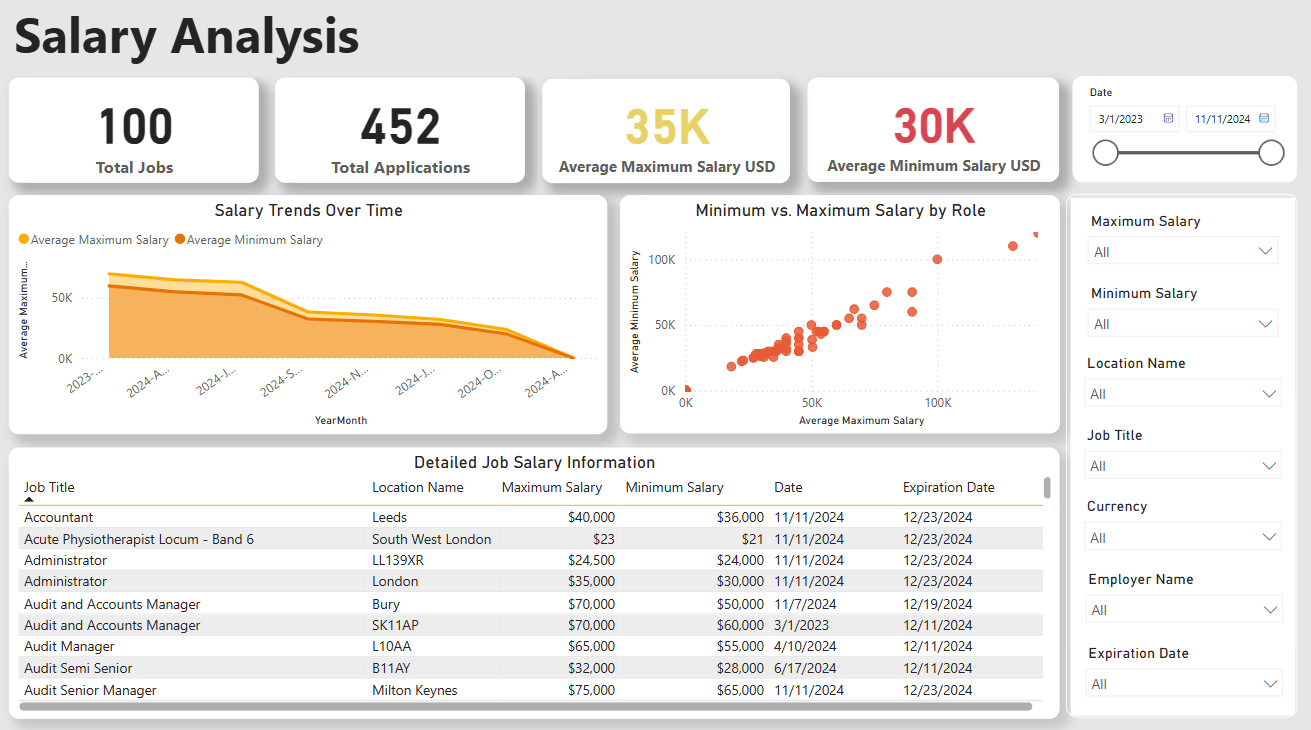 Salary Analysis
100
Total Jobs
452
Total Applications
35K
Average Maximum Salary USD
30K
Average Minimum Salary USD
Date
3/1/2023 11/11/2024
Salary Trends Over Time
Average Maximum Salary Average Minimum Salary
Average Maximum...
50K
0K
2023-... 2024-A... 2024-J... 2024-S... 2024-N... 2024-J... 2024-O... 2024-A...
YearMonth
Minimum vs. Maximum Salary by Role
Average Minimum Salary
100K
50K
0K
0K 50K 100K
Average Maximum Salary
Maximum Salary
All
Minimum Salary
All
Location Name
All
Job Title
All
Currency
All
Employer Name
All
Expiration Date
All
Detailed Job Salary Information
Job Title Location Name Maximum Salary Minimum Salary Date Expiration Date
Accountant Leeds $40,000 $36,000 11/11/2024 12/23/2024
Acute Physiotherapist Locum - Band 6 South West London $23 $21 11/11/2024 12/23/2024
Administrator LL139XR $24,500 $24,000 11/11/2024 12/23/2024
Administrator London $35,000 $30,000 11/11/2024 12/23/2024
Audit and Accounts Manager Bury $70,000 $50,000 11/7/2024 12/19/2024
Audit and Accounts Manager SK11AP $70,000 $60,000 3/1/2023 12/11/2024
Audit Manager L10AA $65,000 $55,000 4/10/2024 12/11/2024
Audit Semi Senior B11AY $32,000 $28,000 6/17/2024 12/11/2024
Audit Senior Manager Milton Keynes $75,000 $65,000 11/11/2024 12/23/2024